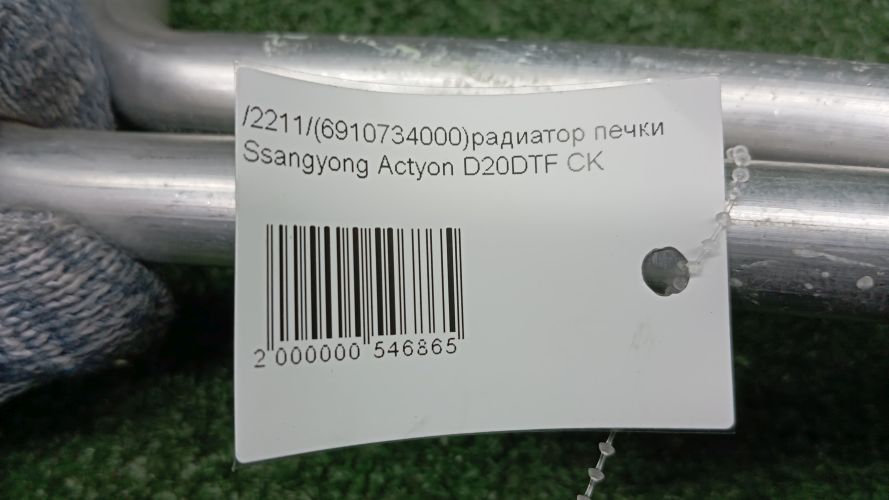 /2211/(6910734000)радиатор печки
Ssangyong Actyon D20DTF CK
2 000000 546865